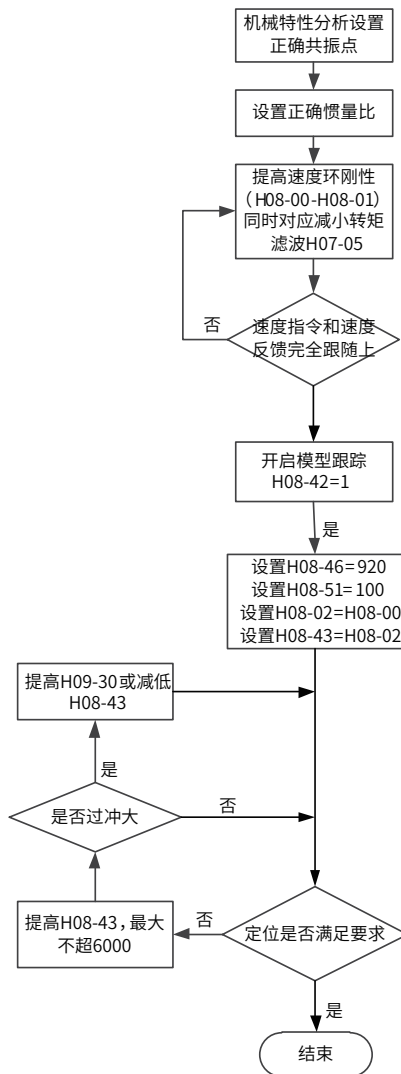 机械特性分析设置
正确共振点
设置正确惯量比
提高速度环刚性
（H08-00-H08-01）
同时对应减小转矩
滤波H07-05
否
速度指令和速度
反馈完全跟随上
开启模型跟踪
H08-42=1
是
设置H08-46=920
设置H08-51=100
设置H08-02=H08-00
设置H08-43=H08-02
提高H09-30或减低
H08-43
是
是否过冲大
否
提高H08-43，最大
不超6000
否
定位是否满足要求
是
结束